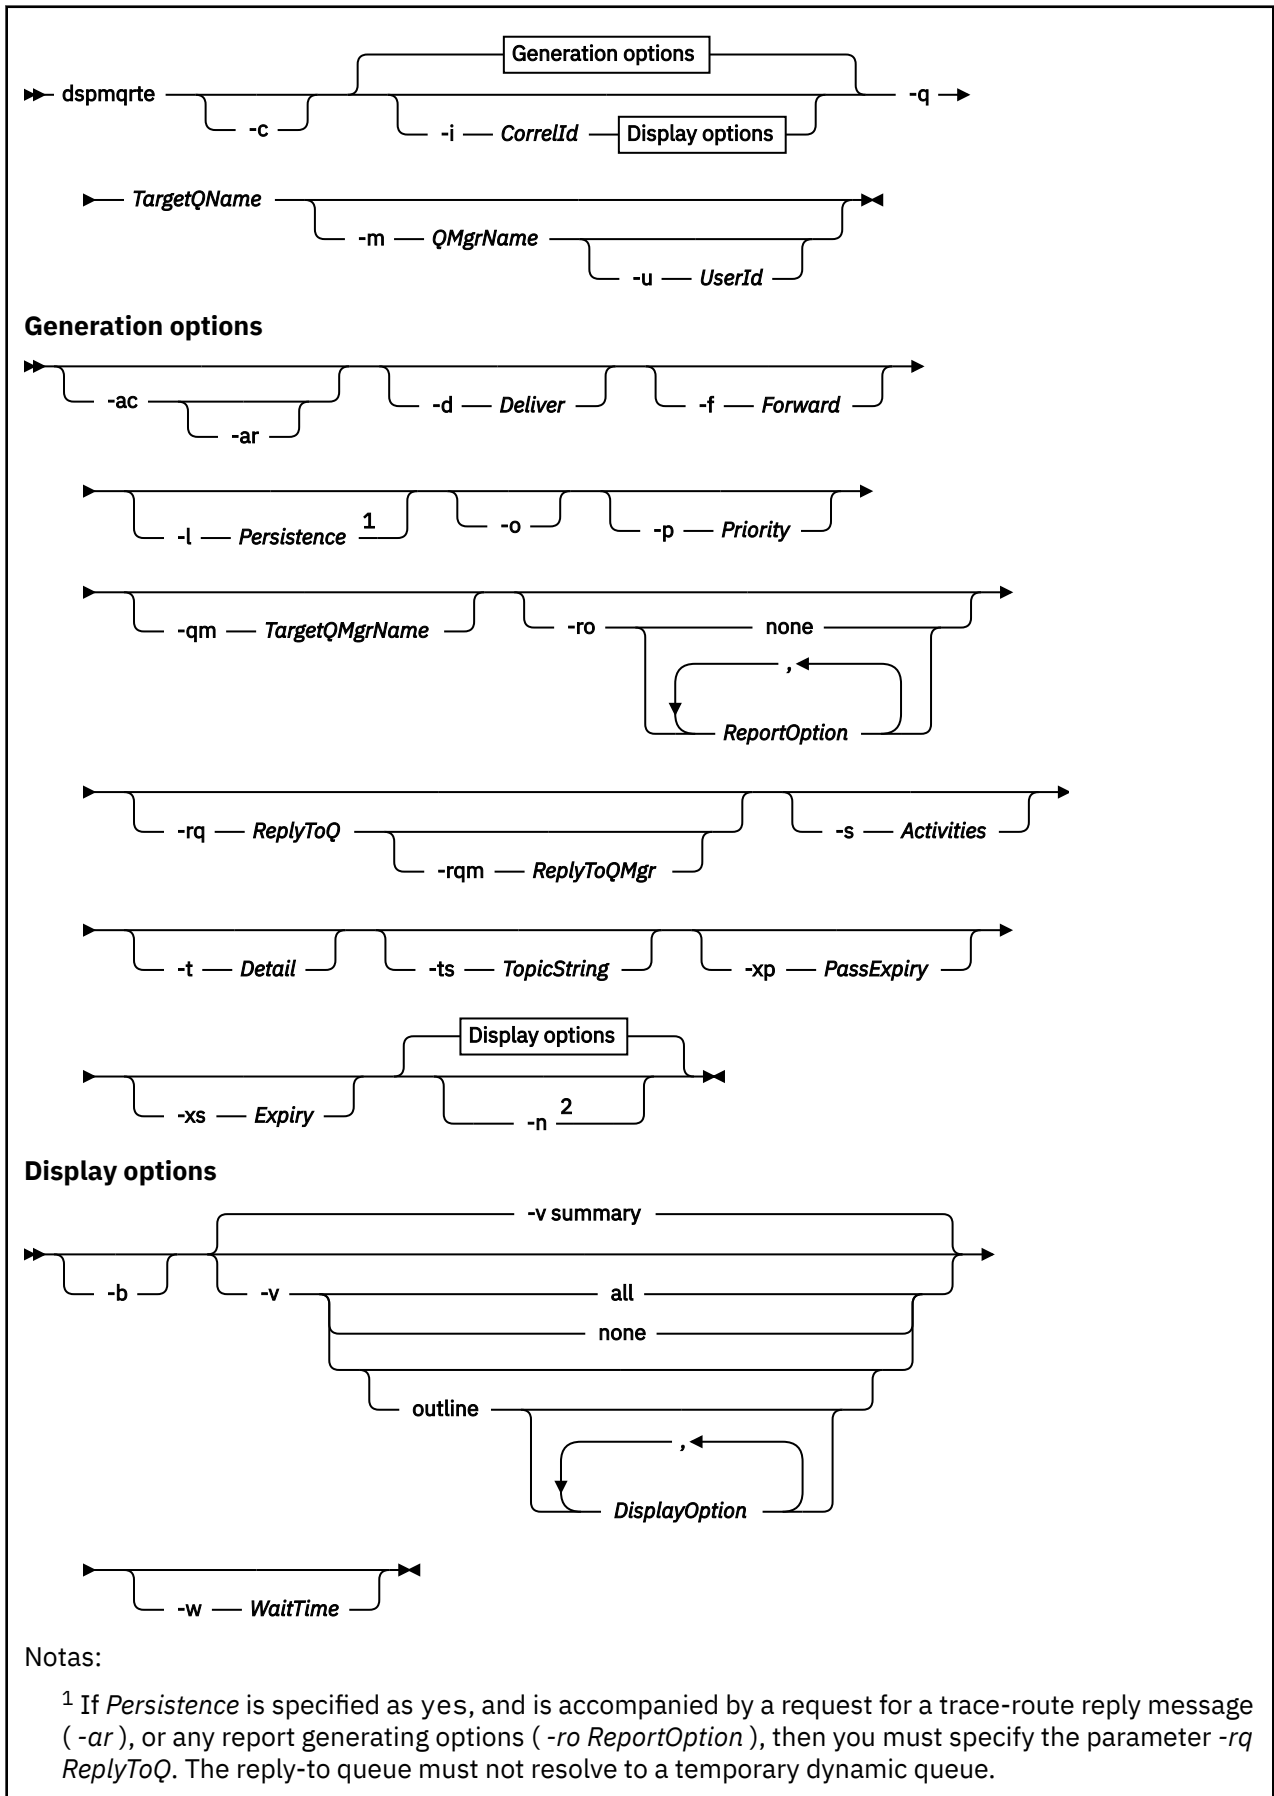 Generation options
dspmqrte -q
-c
-i CorrelId Display options
TargetQName
-m QMgrName
-u UserId
Generation options
-ac -d Deliver -f Forward
-ar
-l Persistence 1 -o -p Priority
-qm TargetQMgrName -ro none
,
ReportOption
-rq ReplyToQ -s Activities
-rqm ReplyToQMgr
-t Detail -ts TopicString -xp PassExpiry
Display options
-xs Expiry -n 2
Display options
-v summary
-b -v all
none
outline
,
DisplayOption
-w WaitTime
Notas:
1 If Persistence is specified as yes, and is accompanied by a request for a trace-route reply message
( -ar ), or any report generating options ( -ro ReportOption ), then you must specify the parameter -rq
ReplyToQ. The reply-to queue must not resolve to a temporary dynamic queue.